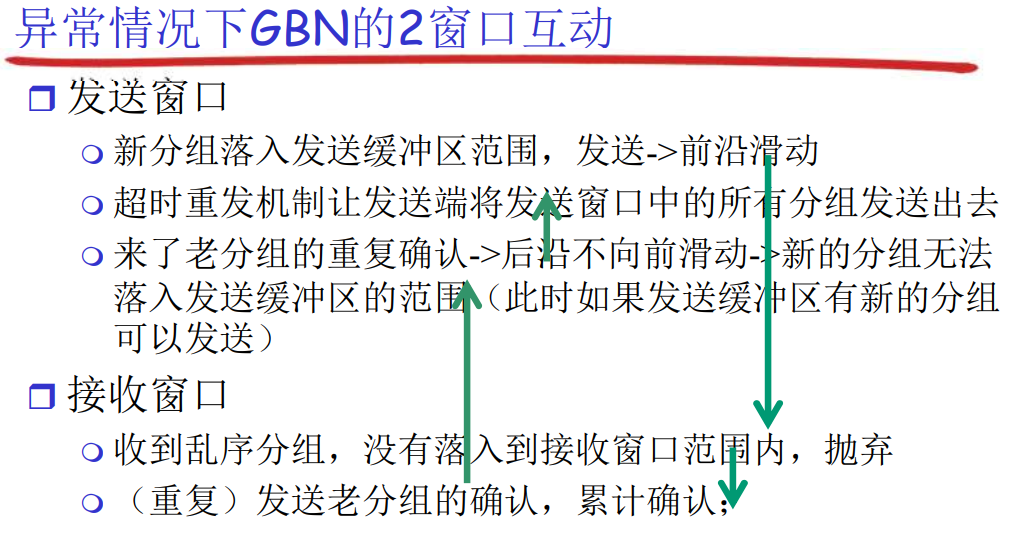 异常情况下GBN的2窗口互动
发送窗口
新分组落入发送缓冲区范围，发送->前沿滑动
超时重发机制让发送端将发送窗口中的所有分组发送出去
来了老分组的重复确认->后沿不向前滑动->新的分组无法
落入发送缓冲区的范围（此时如果发送缓冲区有新的分组
可以发送）
接收窗口
收到乱序分组，没有落入到接收窗口范围内，抛弃
（重复）发送老分组的确认，累计确认；